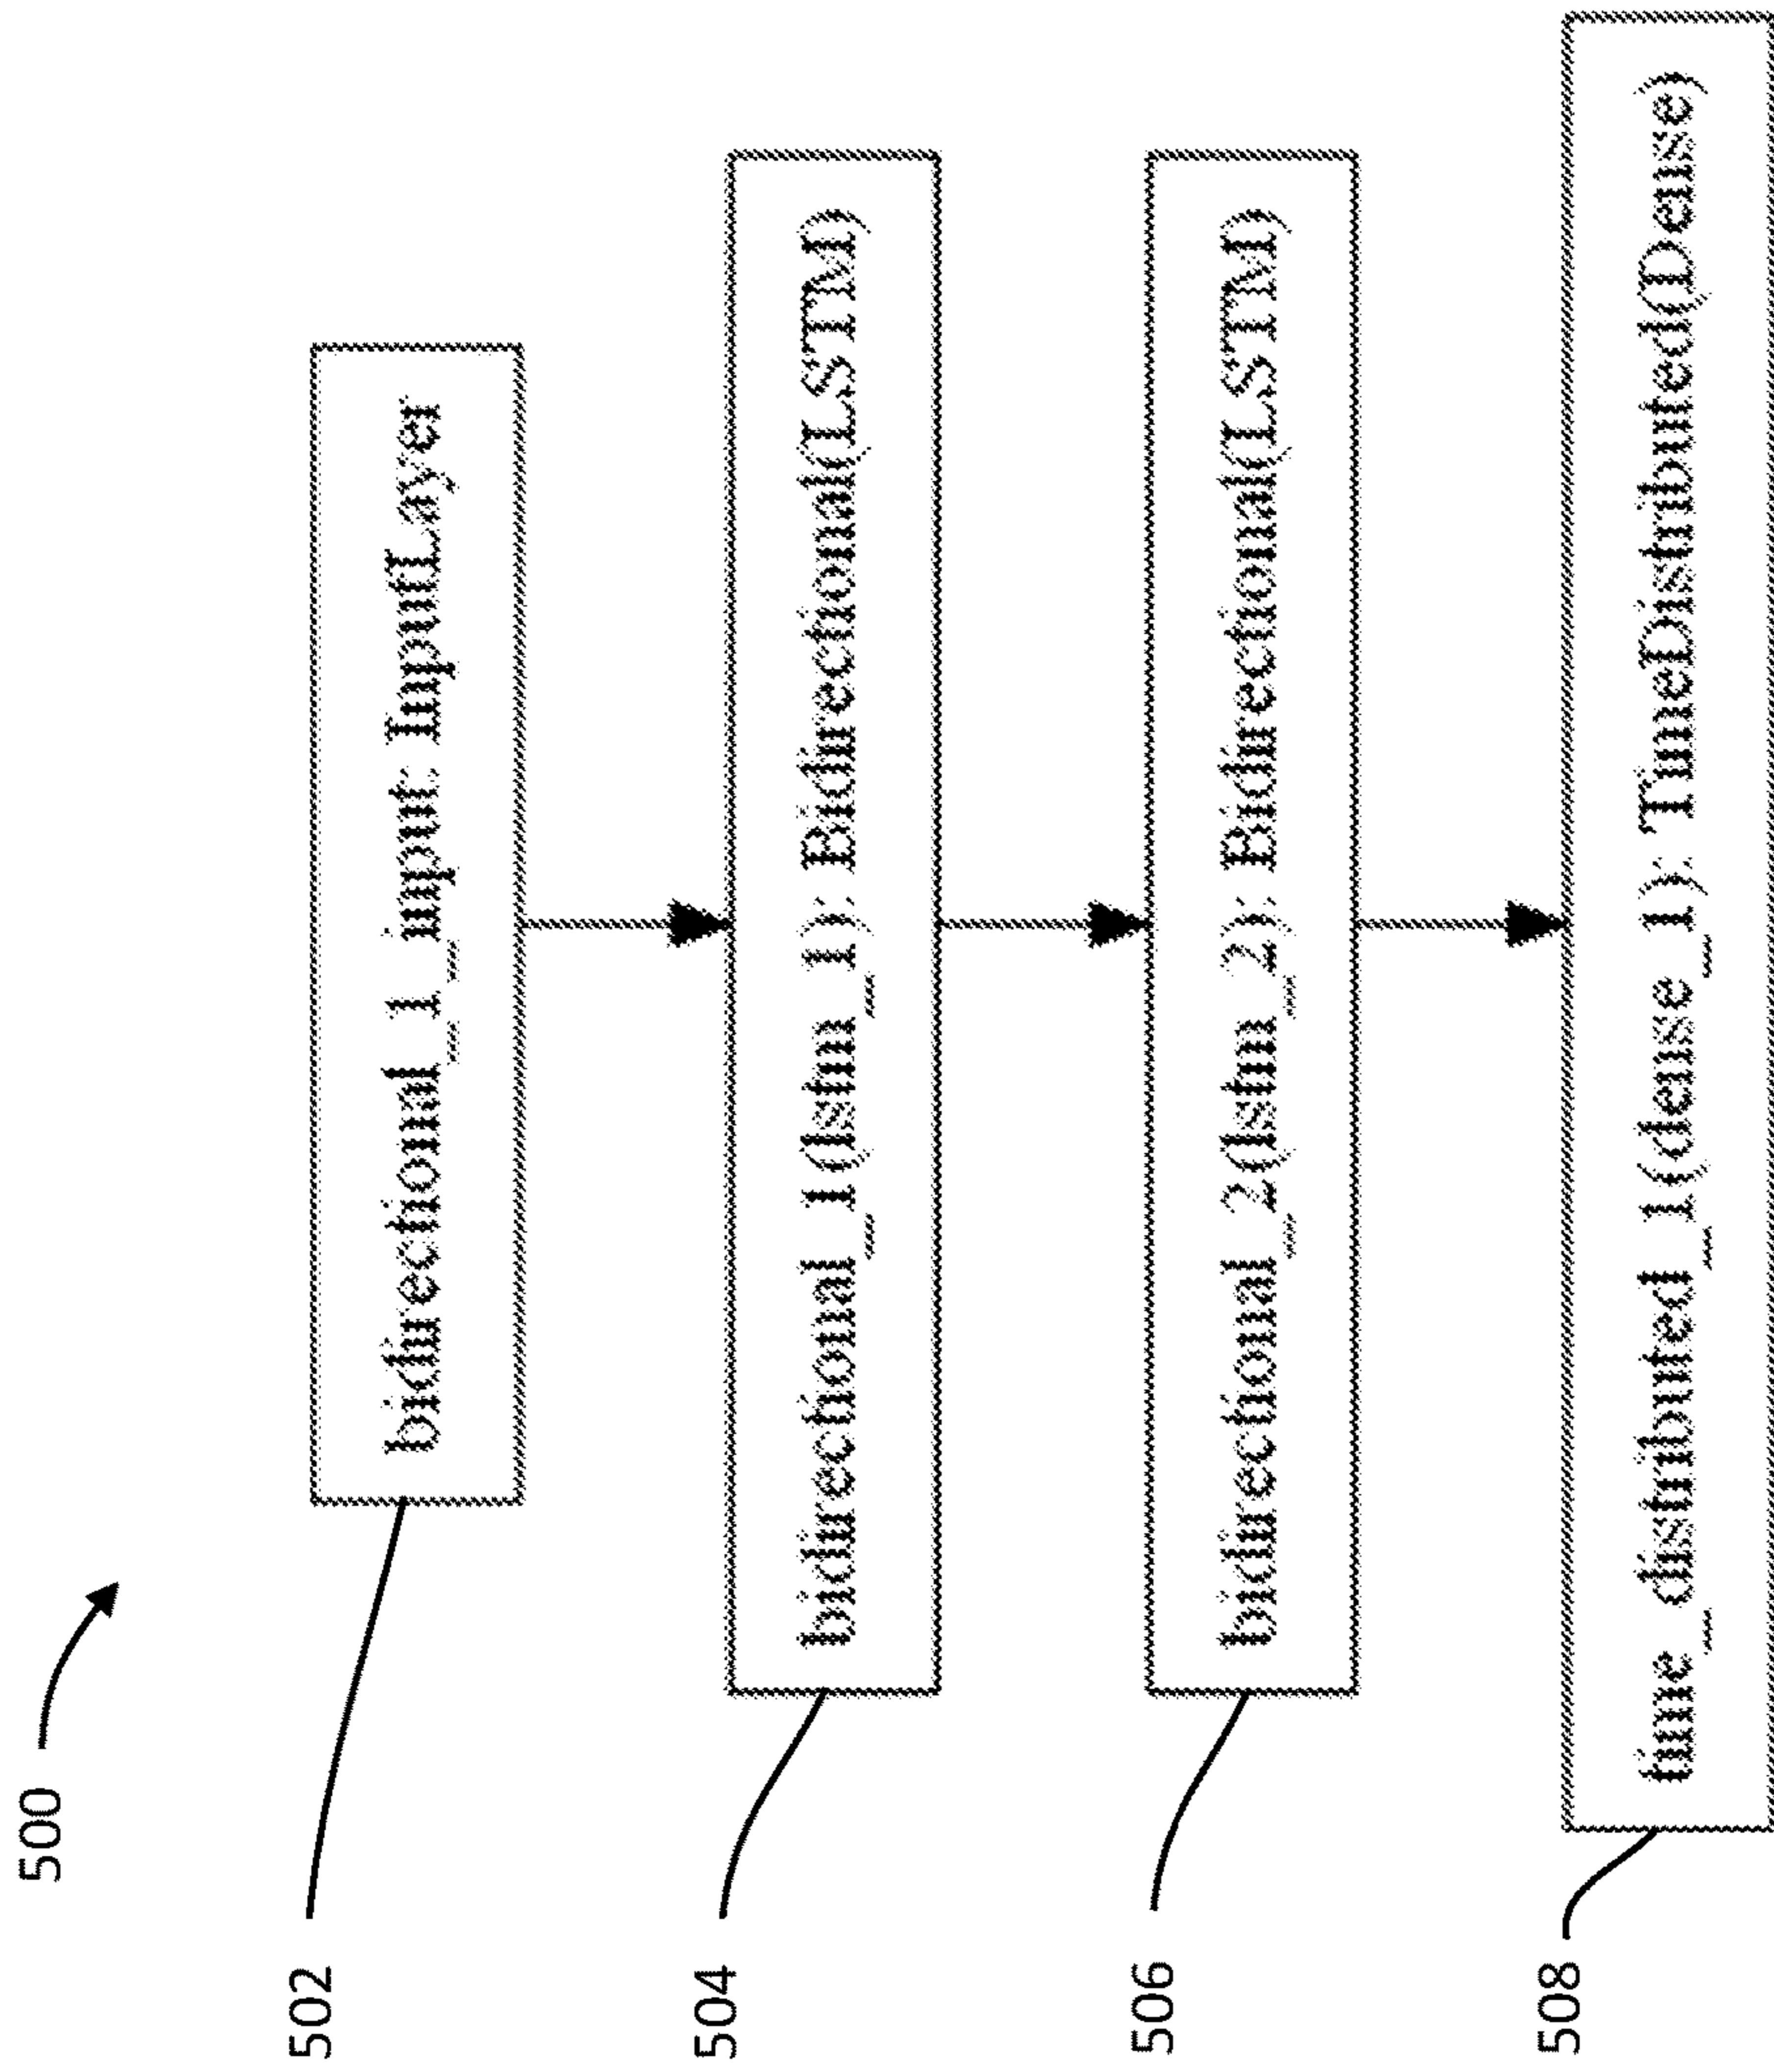 500
502
bidirectional_1_input: InputLayer
504
bidirectional_1(lstm_1): Bidirectional(LSTM)
506
bidirectional_2(lstm_2): Bidirectional(LSTM)
508
time_distributed_1(dense_1): TimeDistributed(Dense)